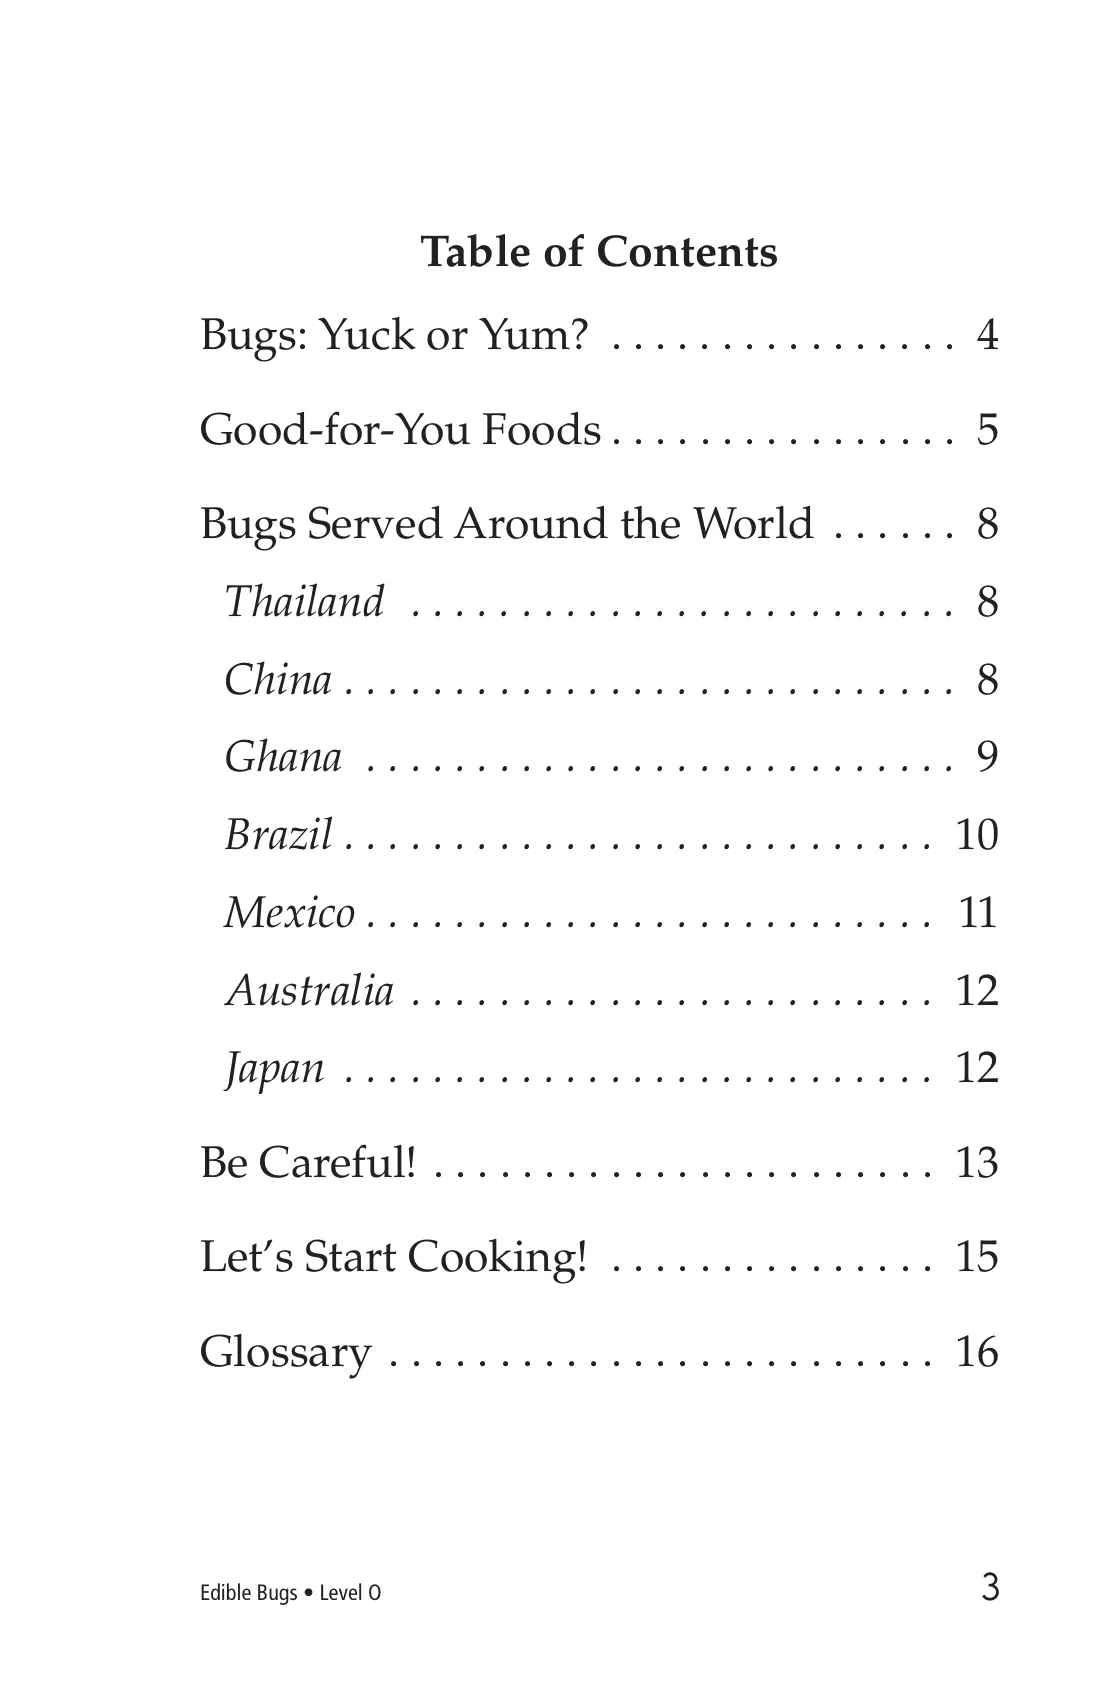 Table of Contents
Bugs: Yuck or Yum? . . . . . . . . . . . . . . . . 4
Good-for-You Foods . . . . . . . . . . . . . . . . 5
Bugs Served Around the World . . . . . . 8
Thailand . . . . . . . . . . . . . . . . . . . . . . . . . 8
China . . . . . . . . . . . . . . . . . . . . . . . . . . . . 8
Ghana . . . . . . . . . . . . . . . . . . . . . . . . . . . 9
Brazil . . . . . . . . . . . . . . . . . . . . . . . . . . . 10
Mexico . . . . . . . . . . . . . . . . . . . . . . . . . . 11
Australia . . . . . . . . . . . . . . . . . . . . . . . . 12
Japan . . . . . . . . . . . . . . . . . . . . . . . . . . . 12
Be Careful! . . . . . . . . . . . . . . . . . . . . . . . 13
Let’s Start Cooking! . . . . . . . . . . . . . . . 15
Glossary . . . . . . . . . . . . . . . . . . . . . . . . . 16
Edible Bugs • Level O 3